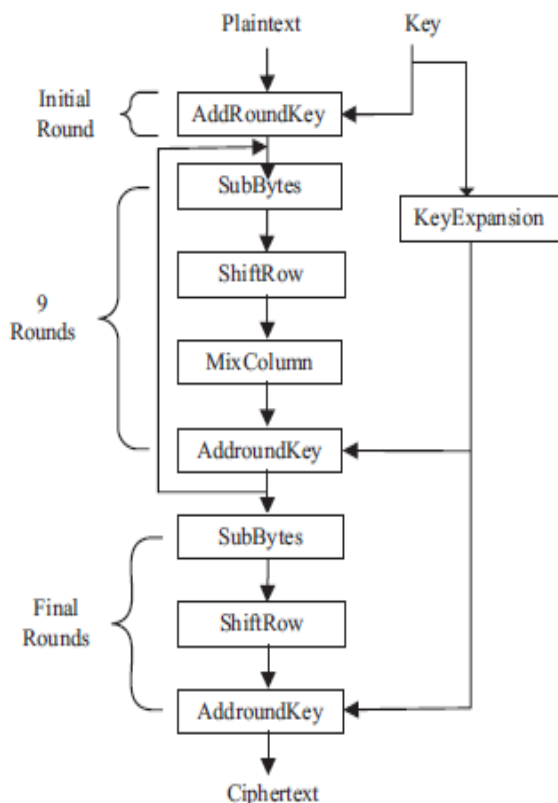 Plaintext
Key
Initial
Round
AddRoundKey
SubBytes
KeyExpansion
ShiftRow
9
Rounds
MixColumn
AddroundKey
SubBytes
Final
Rounds
ShiftRow
AddroundKey
Ciphertext